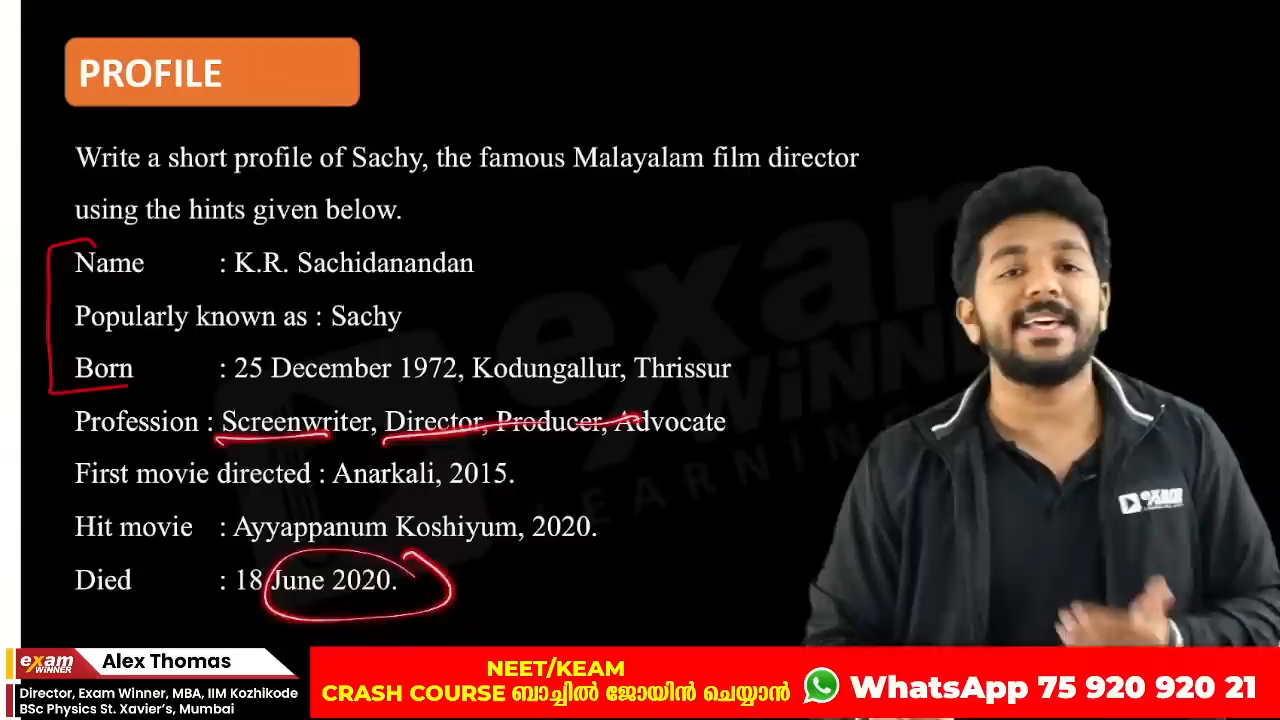 PROFILE
Write a short profile of Sachy, the famous Malayalam film director
using the hints given below.
Name : K.R. Sachidanandan
Popularly known as : Sachy
Born : 25 December 1972, Kodungallur, Thrissur
Profession : Screenwriter, Director, Producer, Advocate
First movie directed : Anarkali, 2015.
Hit movie : Ayyappanum Koshiyum, 2020.
Died : 18 June 2020.
exam
WiNNER
LEARNING
exam
WiNNER
Alex Thomas
Director, Exam Winner, MBA, IIM Kozhikode
BSc Physics St. Xavier's, Mumbai
NEET/KEAM
CRASH COURSE ബാച്ചിൽ ജോയിൻ ചെയ്യാൻ
WhatsApp 75 920 920 21